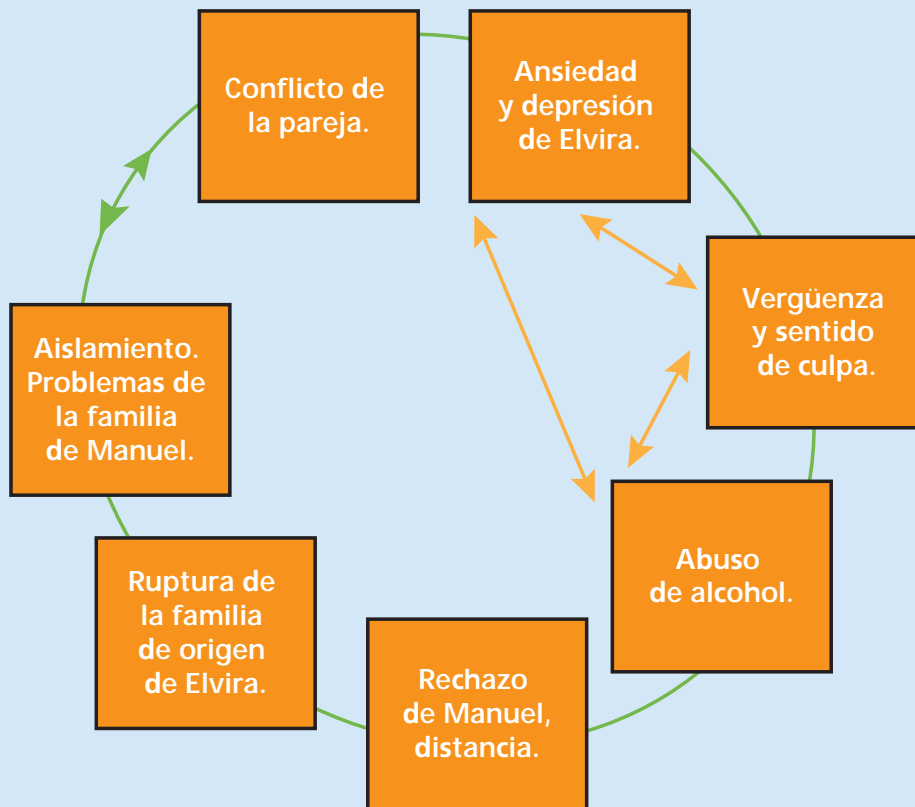 Conflicto de
la pareja.
Ansiedad
y depresión
de Elvira.
Vergüenza
y sentido
de culpa.
Abuso
de alcohol.
Rechazo
de Manuel,
distancia.
Ruptura de
la familia
de origen
de Elvira.
Aislamiento.
Problemas de
la familia
de Manuel.